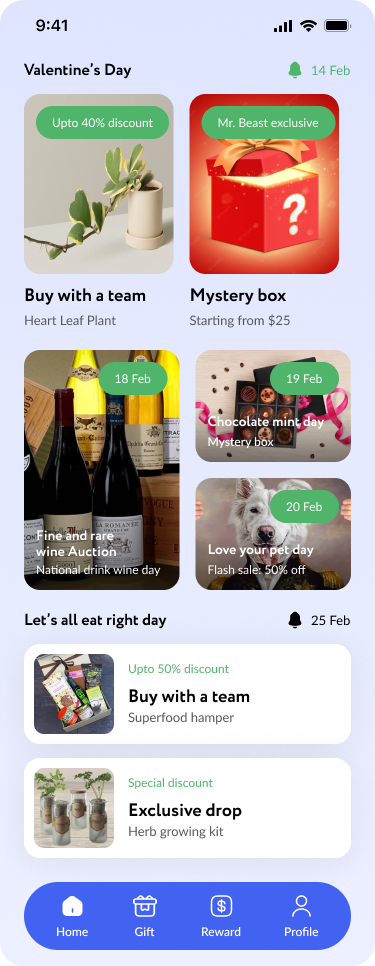 9:41
Valentine's Day
14 Feb
Upto 40% discount
Mr. Beast exclusive
?
Buy with a team
Heart Leaf Plant
Mystery box
Starting from $25
18 Feb
Fine and rare
wine Auction
National drink wine day
19 Feb
Chocolate mint day
Mystery box
20 Feb
Love your pet day
Flash sale: 50% off
Let's all eat right day
25 Feb
Upto 50% discount
Buy with a team
Superfood hamper
Special discount
Exclusive drop
Herb growing kit
Home
Gift
Reward
Profile